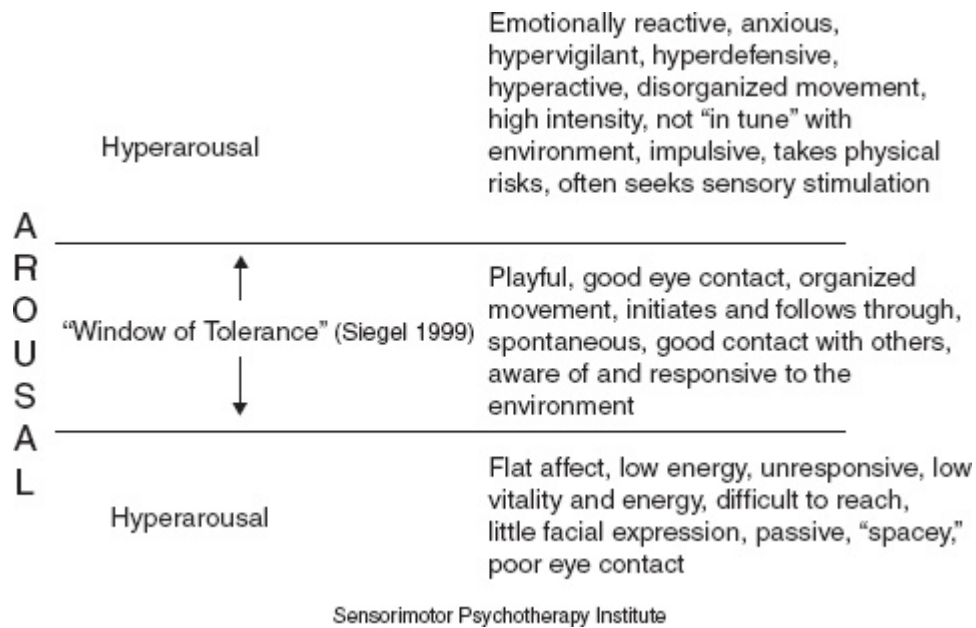 Emotionally reactive, anxious,
hypervigilant, hyperdefensive,
hyperactive, disorganized movement,
high intensity, not “in tune” with
environment, impulsive, takes physical
risks, often seeks sensory stimulation
Hyperarousal
AROUSAL
Playful, good eye contact, organized
movement, initiates and follows through,
spontaneous, good contact with others,
aware of and responsive to the
environment
“Window of Tolerance” (Siegel 1999)
Flat affect, low energy, unresponsive, low
vitality and energy, difficult to reach,
little facial expression, passive, “spacey,”
poor eye contact
Hyperarousal
Sensorimotor Psychotherapy Institute